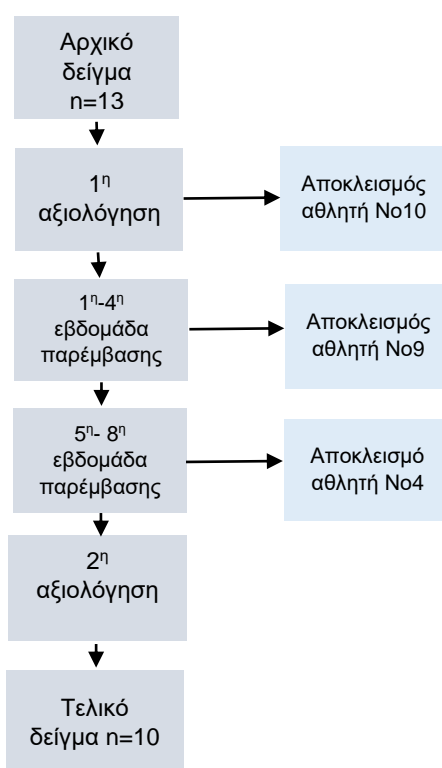 Αρχικό
δείγμα
n=13
1η
αξιολόγηση
Αποκλεισμός
αθλητή Νο10
1η-4η
εβδομάδα
παρέμβασης
Αποκλεισμός
αθλητή Νο9
5η- 8η
εβδομάδα
παρέμβασης
Αποκλεισμό
αθλητή Νο4
2η
αξιολόγηση
Τελικό
δείγμα n=10